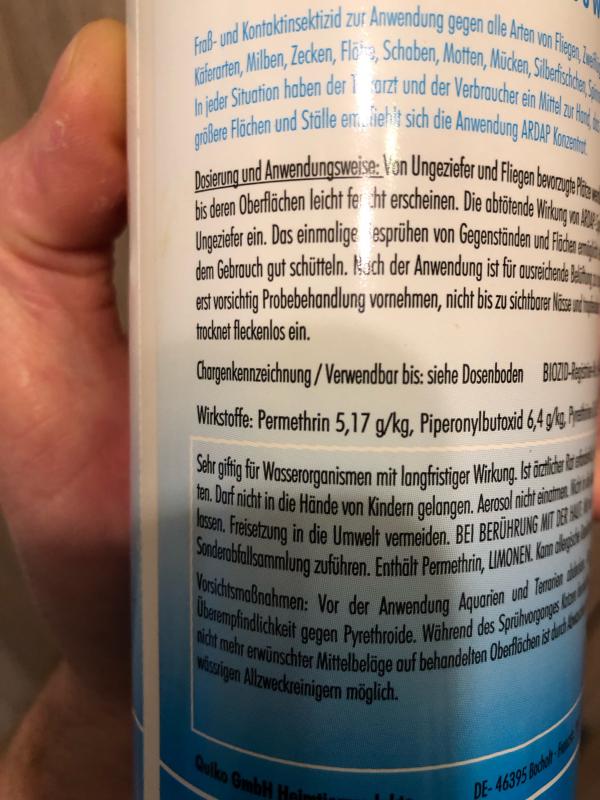 Fraß- und Kontaktinsektizid zur Anwendung gegen alle Arten von Fliegen,
Käferarten, Milben, Zecken, Flöhe, Schaben, Motten, Mücken, Silberfischchen,
In jeder Situation haben der Tierarzt und der Verbraucher ein Mittel zur Hand,
größere Flächen und Ställe empfiehlt sich die Anwendung ARDAP Konzentrat.
Dosierung und Anwendungsweise: Von Ungeziefer und Fliegen bevorzugte Plätze
bis deren Oberflächen leicht feucht erscheinen. Die abtötende Wirkung von ARDAP
Ungeziefer ein. Das einmalige Besprühen von Gegenständen und Flächen
dem Gebrauch gut schütteln. Nach der Anwendung ist für ausreichende
erst vorsichtig Probebehandlung vornehmen, nicht bis zu sichtbarer Nässe und
trocknet fleckenlos ein.
Chargenkennzeichnung / Verwendbar bis: siehe Dosenboden BIOZID-
Wirkstoffe: Permethrin 5,17 g/kg, Piperonylbutoxid 6,4 g/kg,
Sehr giftig für Wasserorganismen mit langfristiger Wirkung. Ist ärztlicher Rat
ten. Darf nicht in die Hände von Kindern gelangen. Aerosol nicht einatmen. Nicht
lassen. Freisetzung in die Umwelt vermeiden. BEI BERÜHRUNG MIT DER HAUT:
Sonderabfallsammlung zuführen. Enthält Permethrin, LIMONEN. Kann allergische
Vorsichtsmaßnahmen: Vor der Anwendung Aquarien und Terrarien
Überempfindlichkeit gegen Pyrethroide. Während des Sprühvorganges Katzen
nicht mehr erwünschter Mittelbeläge auf behandelten Oberflächen ist durch
wässrigen Allzweckreinigern möglich.
Quiko GmbH DE- 46395 Bocholt